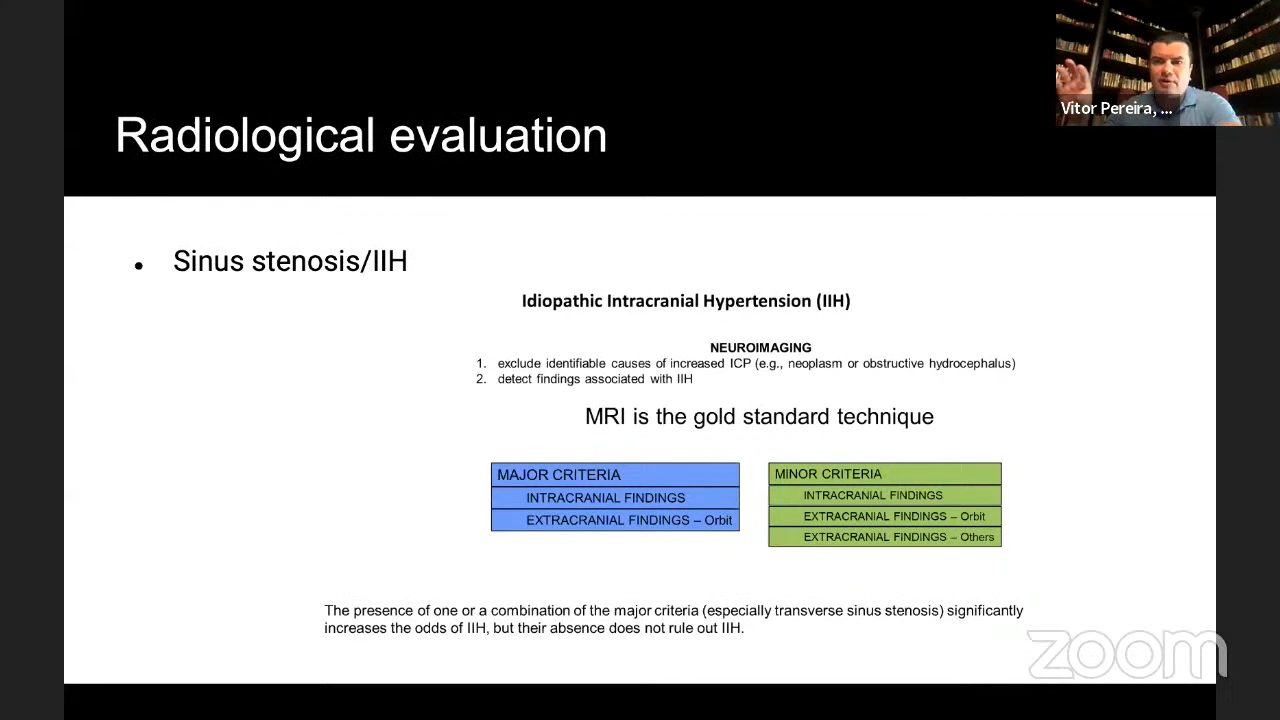 Vitor Pereira, ...
Radiological evaluation
• Sinus stenosis/IIH
Idiopathic Intracranial Hypertension (IIH)
NEUROIMAGING
1. exclude identifiable causes of increased ICP (e.g., neoplasm or obstructive hydrocephalus)
2. detect findings associated with IIH
MRI is the gold standard technique
MAJOR CRITERIA
INTRACRANIAL FINDINGS
EXTRACRANIAL FINDINGS – Orbit
MINOR CRITERIA
INTRACRANIAL FINDINGS
EXTRACRANIAL FINDINGS – Orbit
EXTRACRANIAL FINDINGS – Others
The presence of one or a combination of the major criteria (especially transverse sinus stenosis) significantly
increases the odds of IIH, but their absence does not rule out IIH.
zoom